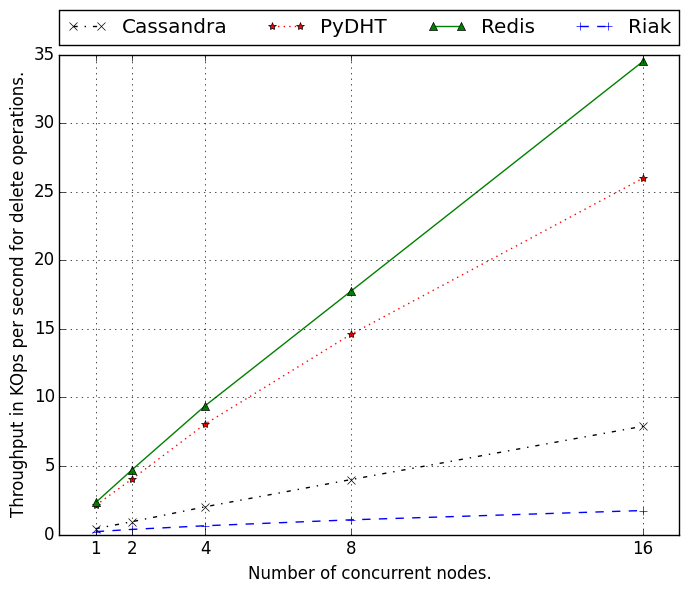 Cassandra PyDHT Redis Riak
Throughput in KOps per second for delete operations.
35
30
25
20
15
10
5
0
1 2 4 8 16
Number of concurrent nodes.